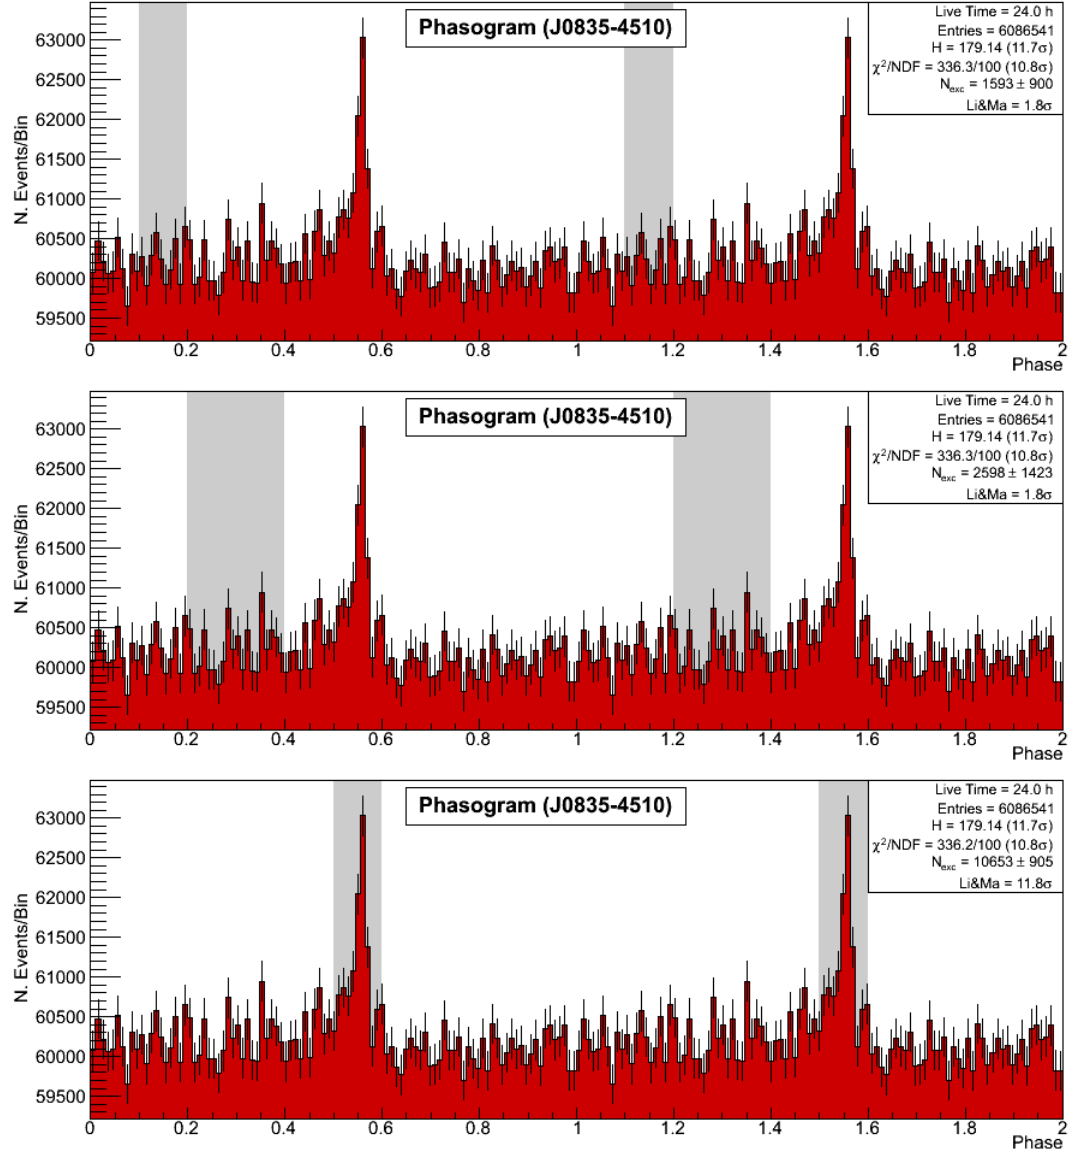 Phasogram (J0835-4510)
Live Time = 24.0 h
Entries = 6086541
H = 179.14 (11.7σ)
χ²/NDF = 336.3/100 (10.8σ)
Nexc = 1593 ± 900
Li&Ma = 1.8σ
N. Events/Bin
63000
62500
62000
61500
61000
60500
60000
59500
0 0.2 0.4 0.6 0.8 1 1.2 1.4 1.6 1.8 2
Phase
Phasogram (J0835-4510)
Live Time = 24.0 h
Entries = 6086541
H = 179.14 (11.7σ)
χ²/NDF = 336.3/100 (10.8σ)
Nexc = 2598 ± 1423
Li&Ma = 1.8σ
N. Events/Bin
63000
62500
62000
61500
61000
60500
60000
59500
0 0.2 0.4 0.6 0.8 1 1.2 1.4 1.6 1.8 2
Phase
Phasogram (J0835-4510)
Live Time = 24.0 h
Entries = 6086541
H = 179.14 (11.7σ)
χ²/NDF = 336.2/100 (10.8σ)
Nexc = 10653 ± 905
Li&Ma = 11.8σ
N. Events/Bin
63000
62500
62000
61500
61000
60500
60000
59500
0 0.2 0.4 0.6 0.8 1 1.2 1.4 1.6 1.8 2
Phase